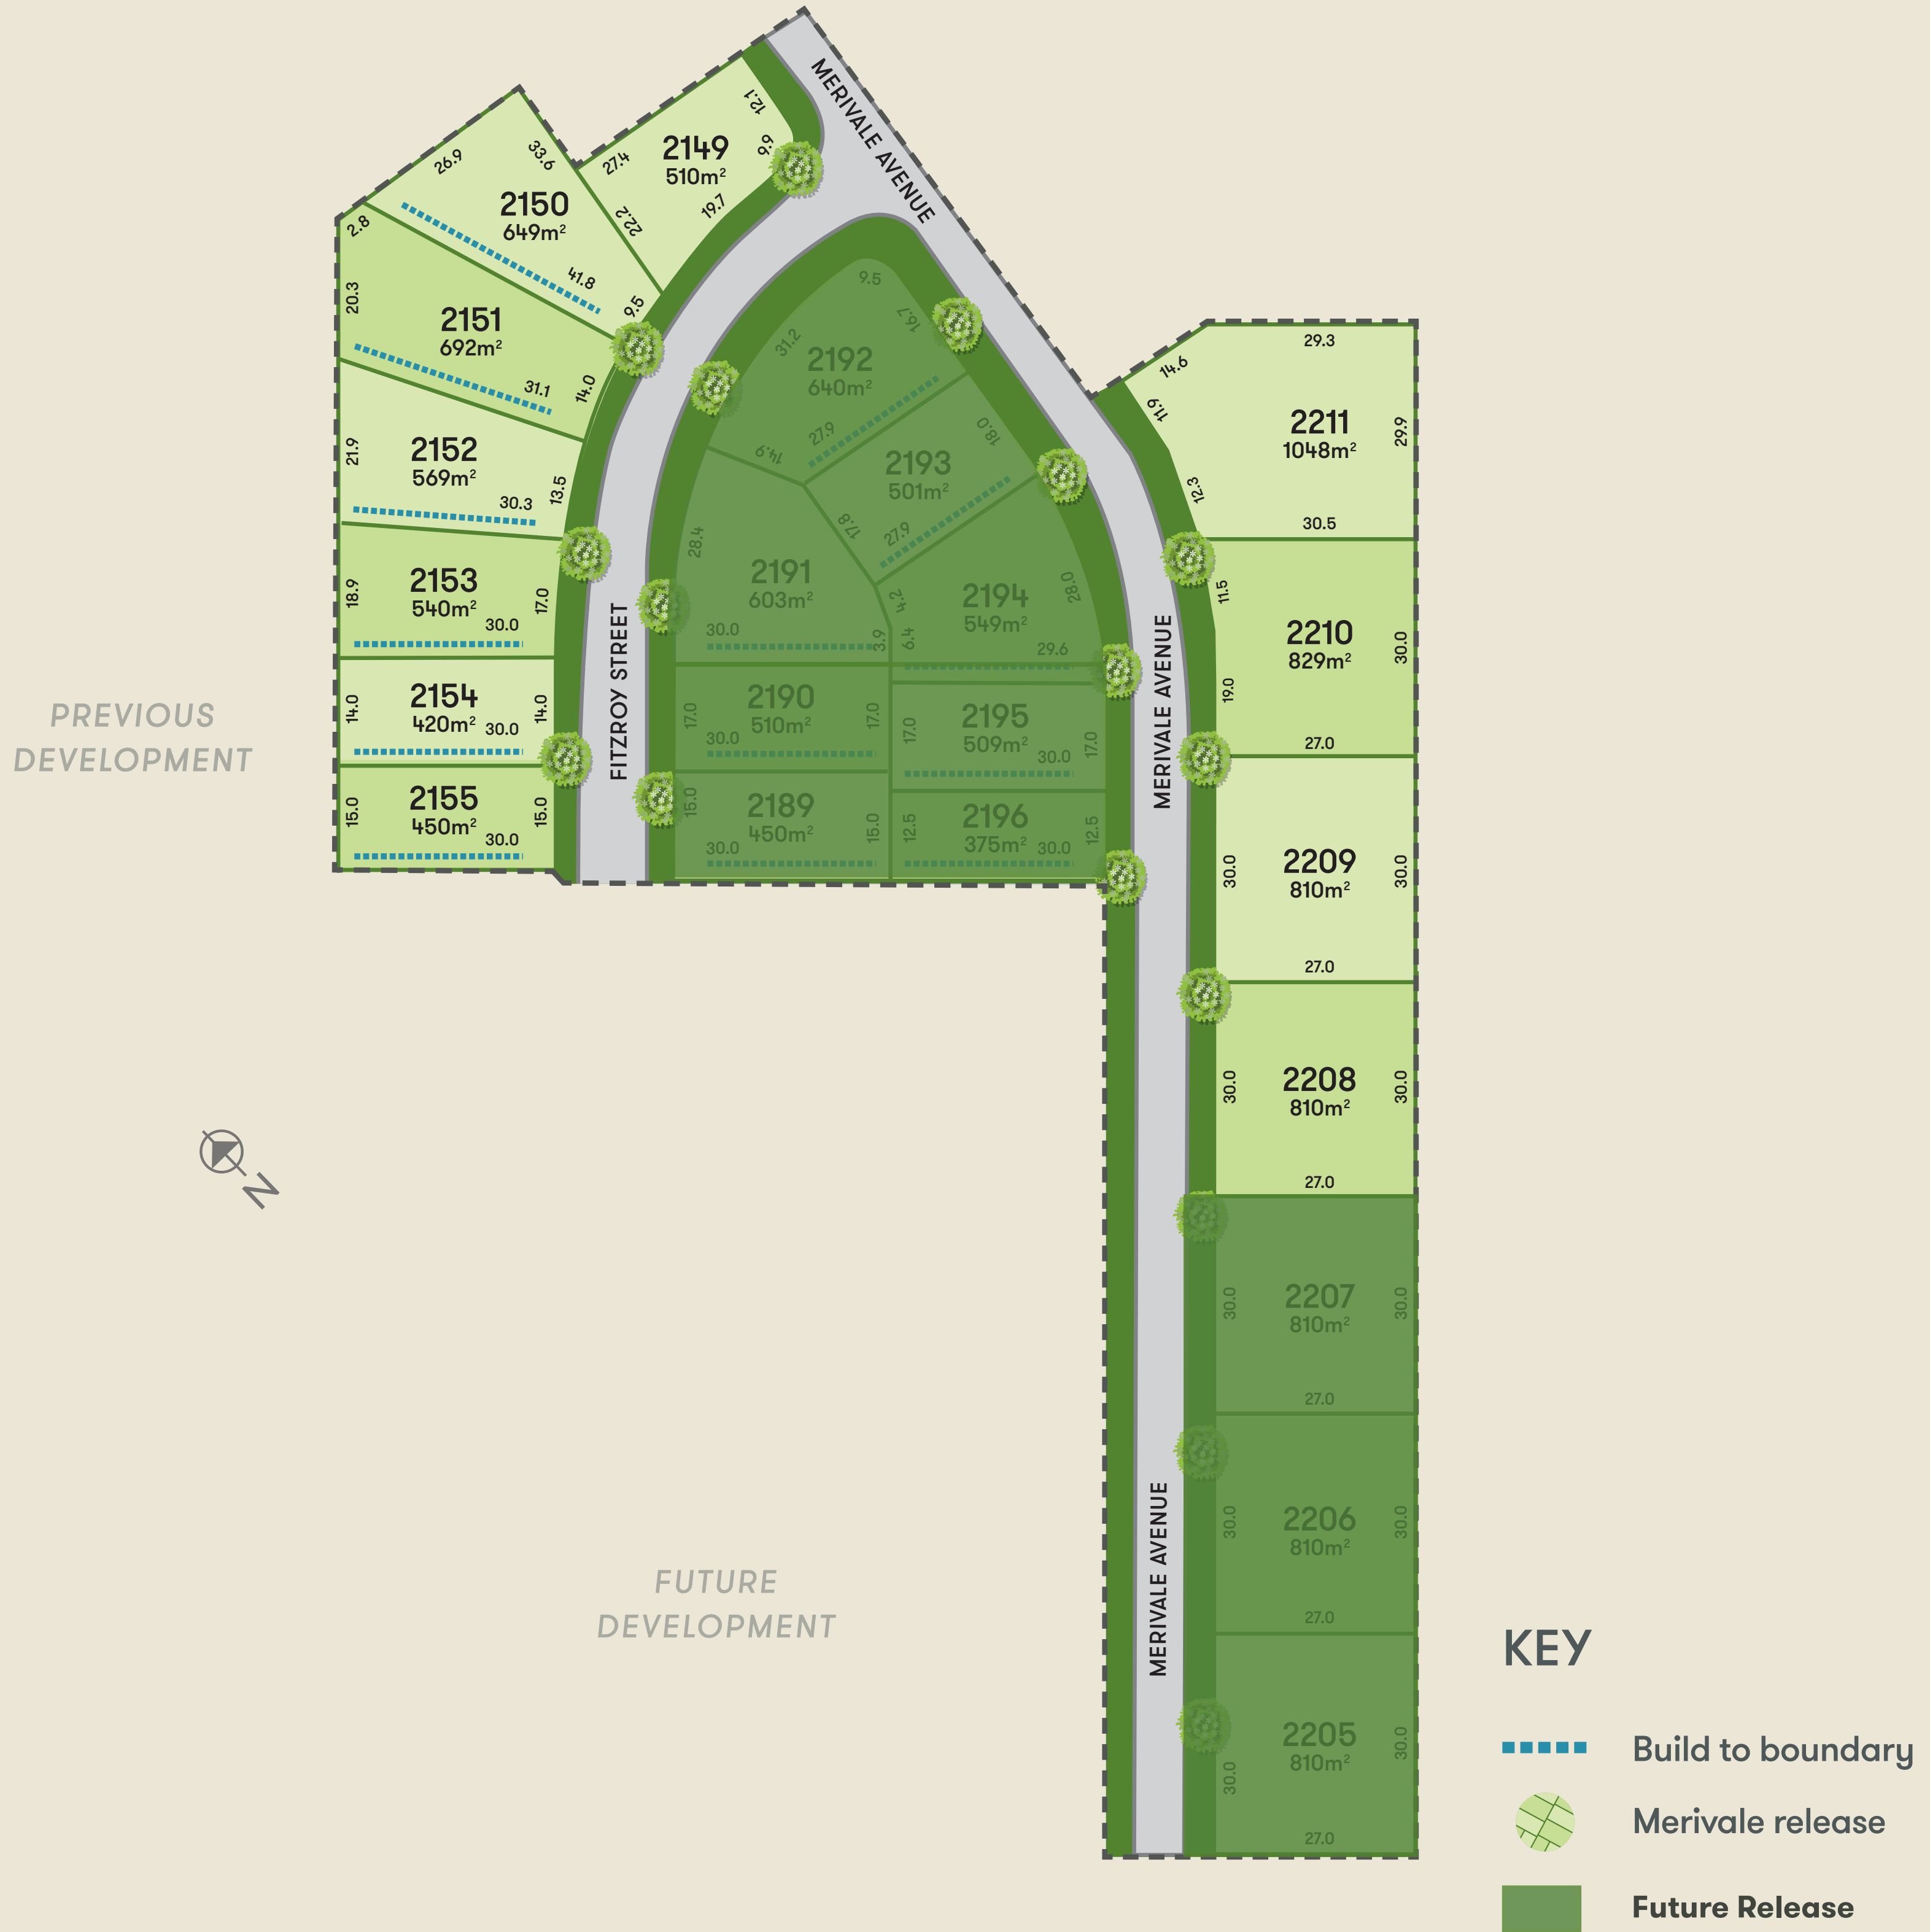 MERIVALE AVENUE
2149
510m²
27.4
12.1
9.9
19.7
22.2
2150
649m²
26.9
33.6
41.8
9.5
2151
692m²
2.8
20.3
31.1
14.0
2152
569m²
21.9
30.3
13.5
2153
540m²
18.9
30.0
17.0
2154
420m²
14.0
30.0
14.0
2155
450m²
15.0
30.0
15.0
FITZROY STREET
2192
640m²
9.5
16.7
31.2
27.9
14.9
2193
501m²
18.0
27.9
17.8
2191
603m²
28.4
30.0
3.9
2194
549m²
4.2
6.4
28.0
29.6
2190
510m²
17.0
30.0
17.0
2195
509m²
17.0
30.0
17.0
2189
450m²
15.0
30.0
15.0
2196
375m²
12.5
30.0
12.5
MERIVALE AVENUE
2211
1048m²
29.3
14.6
11.9
12.3
29.9
30.5
2210
829m²
11.5
19.0
30.0
27.0
2209
810m²
30.0
30.0
27.0
2208
810m²
30.0
30.0
27.0
2207
810m²
30.0
30.0
27.0
2206
810m²
30.0
30.0
27.0
MERIVALE AVENUE
2205
810m²
30.0
30.0
27.0
PREVIOUS
DEVELOPMENT
N
FUTURE
DEVELOPMENT
KEY
Build to boundary
Merivale release
Future Release